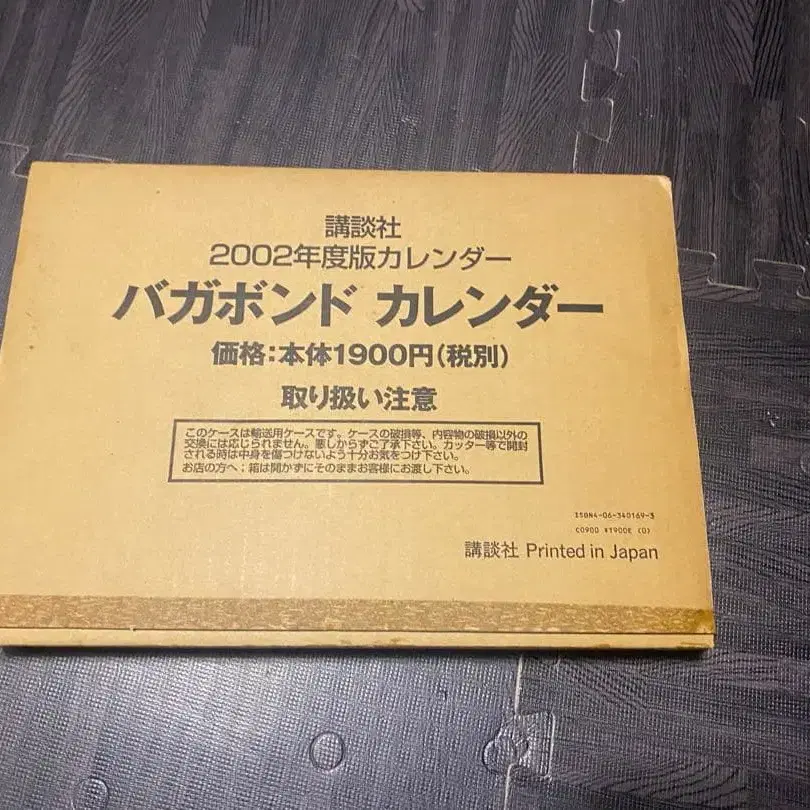 講談社
2002年度版カレンダー
バガボンド カレンダー
価格：本体1900円（税別）
取り扱い注意
このケースは輸送用ケースです。ケースの破損等、内容物の破損以外の
交換には応じられません。悪しからずご了承下さい。カッター等で開封
される時は中身を傷つけないよう十分お気をつけ下さい。
お店の方へ；箱は開かずにそのままお客様にお渡し下さい。
ISBN4-06-340169-3
C0900 ¥1900E (0)
講談社 Printed in Japan